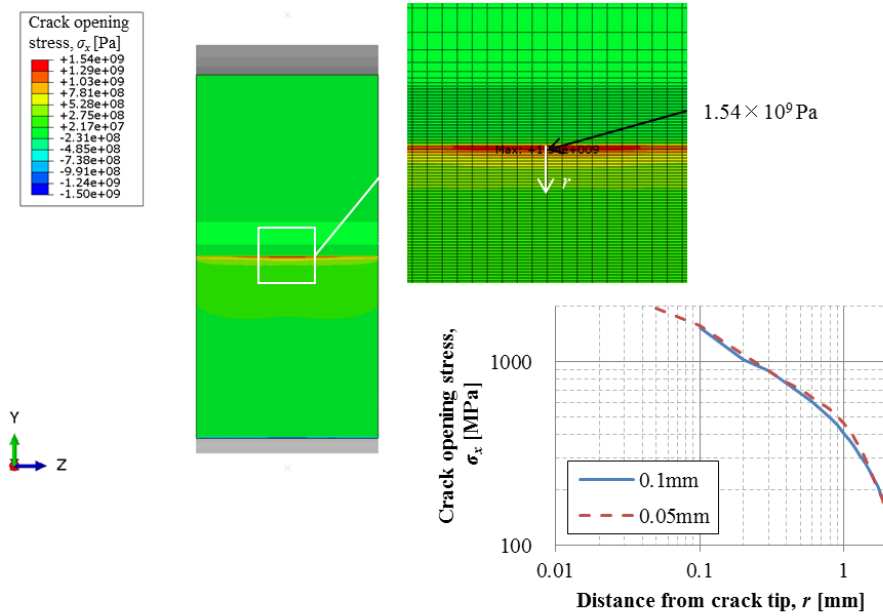 Crack opening
stress, σx [Pa]
+1.54e+09
+1.29e+09
+1.03e+09
+7.81e+08
+5.28e+08
+2.75e+08
+2.17e+07
-2.31e+08
-4.85e+08
-7.38e+08
-9.91e+08
-1.24e+09
-1.50e+09
1.54×10⁹ Pa
r
Y
Z
Crack opening stress,
σx [MPa]
1000
100
0.1mm
0.05mm
0.01
0.1
1
Distance from crack tip, r [mm]